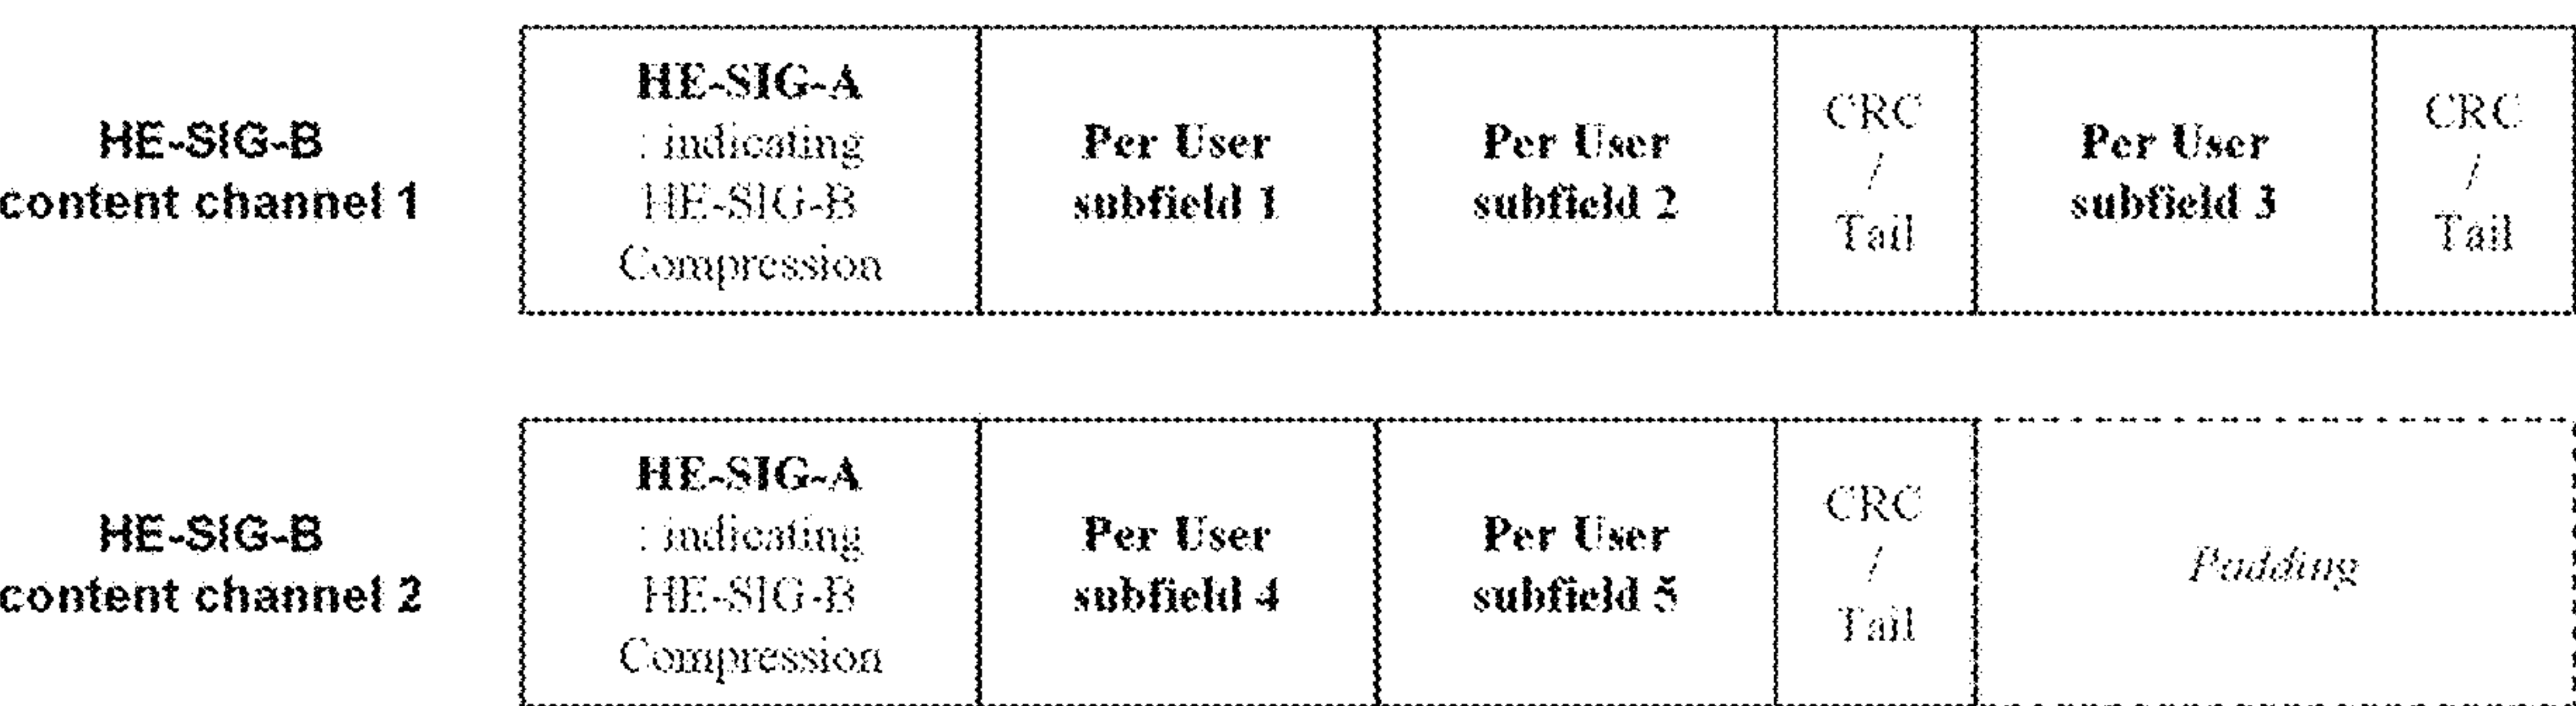 HE-SIG-B
content channel 1
HE-SIG-A
: indicating
HE-SIG-B
Compression
Per User
subfield 1
Per User
subfield 2
CRC
/
Tail
Per User
subfield 3
CRC
/
Tail
HE-SIG-B
content channel 2
HE-SIG-A
: indicating
HE-SIG-B
Compression
Per User
subfield 4
Per User
subfield 5
CRC
/
Tail
Padding